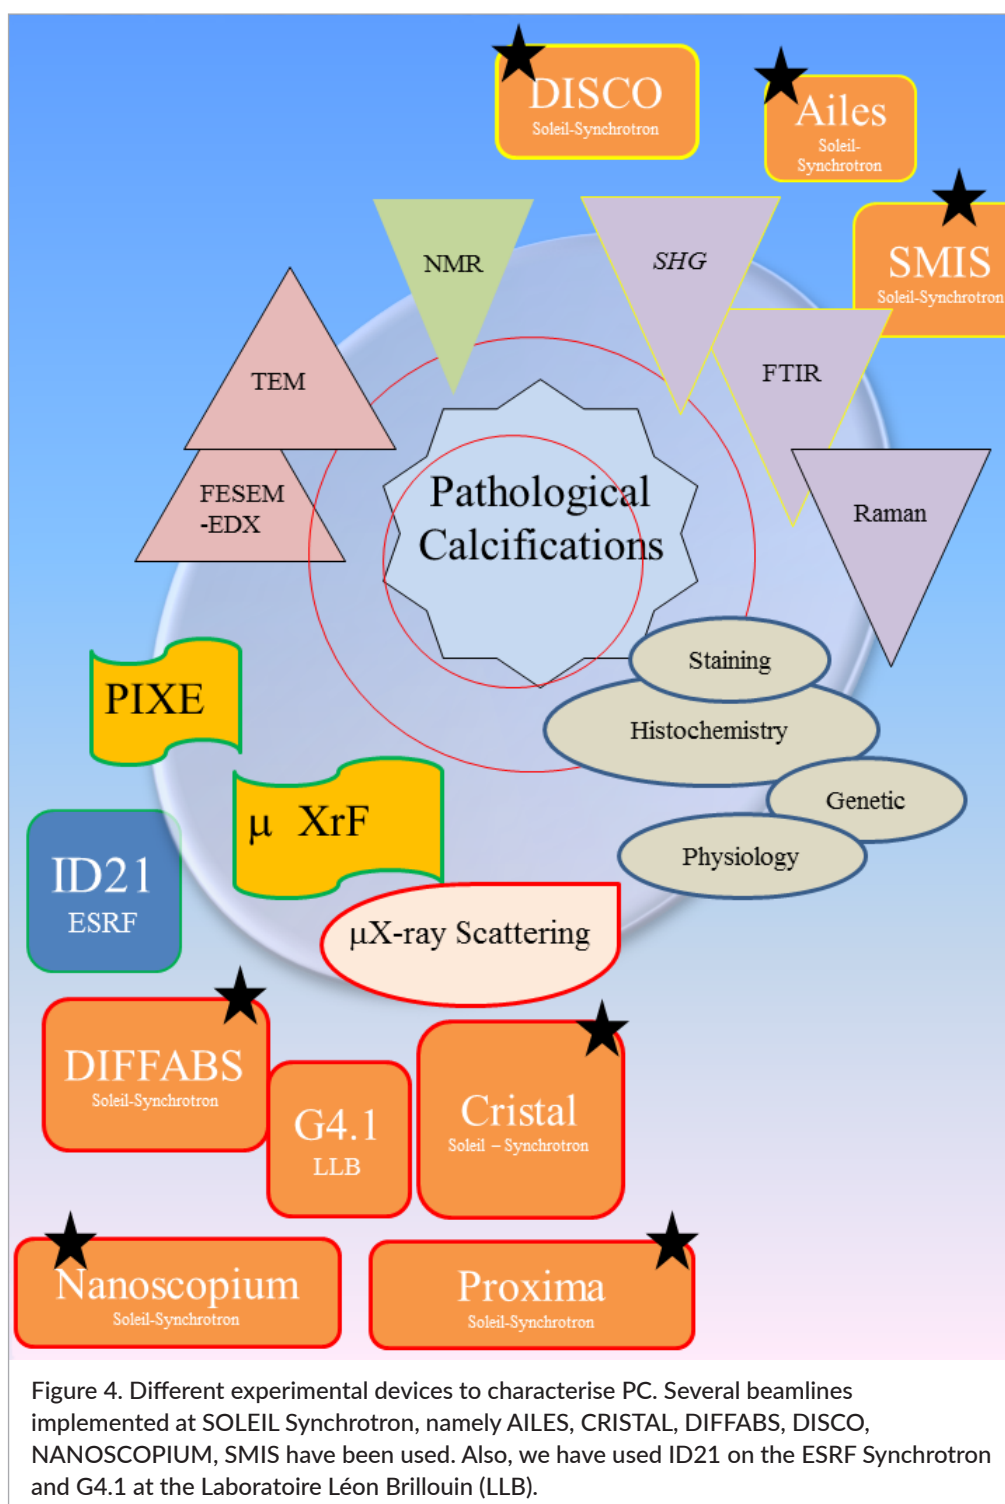 DISCO
Soleil-Synchrotron
Ailes
Soleil-
Synchrotron
SMIS
Soleil-Synchrotron
NMR
SHG
TEM
FTIR
FESEM
-EDX
Pathological
Calcifications
Raman
Staining
PIXE
Histochemistry
Genetic
μ XrF
Physiology
ID21
ESRF
μX-ray Scattering
DIFFABS
Soleil-Synchrotron
G4.1
LLB
Cristal
Soleil – Synchrotron
Nanoscopium
Soleil-Synchrotron
Proxima
Soleil-Synchrotron
Figure 4. Different experimental devices to characterise PC. Several beamlines
implemented at SOLEIL Synchrotron, namely AILES, CRISTAL, DIFFABS, DISCO,
NANOSCOPIUM, SMIS have been used. Also, we have used ID21 on the ESRF Synchrotron
and G4.1 at the Laboratoire Léon Brillouin (LLB).